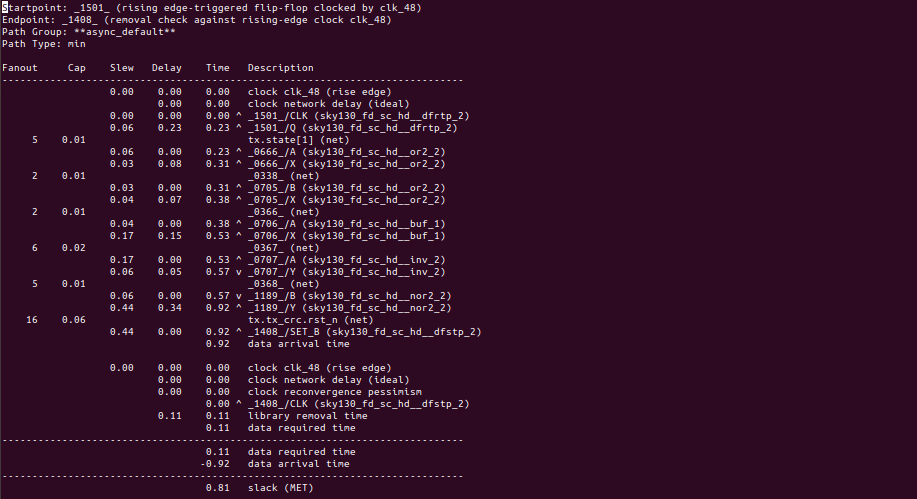 Startpoint: _1501_ (rising edge-triggered flip-flop clocked by clk_48)
Endpoint: _1408_ (removal check against rising-edge clock clk_48)
Path Group: **async_default**
Path Type: min
Fanout     Cap    Slew   Delay    Time   Description
-----------------------------------------------------------------------------
                  0.00    0.00    0.00   clock clk_48 (rise edge)
                          0.00    0.00   clock network delay (ideal)
                  0.00    0.00    0.00 ^ _1501_/CLK (sky130_fd_sc_hd__dfrtp_2)
                  0.06    0.23    0.23 ^ _1501_/Q (sky130_fd_sc_hd__dfrtp_2)
     5    0.01                           tx.state[1] (net)
                  0.06    0.00    0.23 ^ _0666_/A (sky130_fd_sc_hd__or2_2)
                  0.03    0.08    0.31 ^ _0666_/X (sky130_fd_sc_hd__or2_2)
     2    0.01                           _0338_ (net)
                  0.03    0.00    0.31 ^ _0705_/B (sky130_fd_sc_hd__or2_2)
                  0.04    0.07    0.38 ^ _0705_/X (sky130_fd_sc_hd__or2_2)
     2    0.01                           _0366_ (net)
                  0.04    0.00    0.38 ^ _0706_/A (sky130_fd_sc_hd__buf_1)
                  0.17    0.15    0.53 ^ _0706_/X (sky130_fd_sc_hd__buf_1)
     6    0.02                           _0367_ (net)
                  0.17    0.00    0.53 ^ _0707_/A (sky130_fd_sc_hd__inv_2)
                  0.06    0.05    0.57 v _0707_/Y (sky130_fd_sc_hd__inv_2)
     5    0.01                           _0368_ (net)
                  0.06    0.00    0.57 v _1189_/B (sky130_fd_sc_hd__nor2_2)
                  0.44    0.34    0.92 ^ _1189_/Y (sky130_fd_sc_hd__nor2_2)
    16    0.06                           tx.tx_crc.rst_n (net)
                  0.44    0.00    0.92 ^ _1408_/SET_B (sky130_fd_sc_hd__dfstp_2)
                                  0.92   data arrival time
                  0.00    0.00    0.00   clock clk_48 (rise edge)
                          0.00    0.00   clock network delay (ideal)
                          0.00    0.00   clock reconvergence pessimism
                                  0.00 ^ _1408_/CLK (sky130_fd_sc_hd__dfstp_2)
                          0.11    0.11   library removal time
                                  0.11   data required time
-----------------------------------------------------------------------------
                                  0.11   data required time
                                 -0.92   data arrival time
-----------------------------------------------------------------------------
                                  0.81   slack (MET)